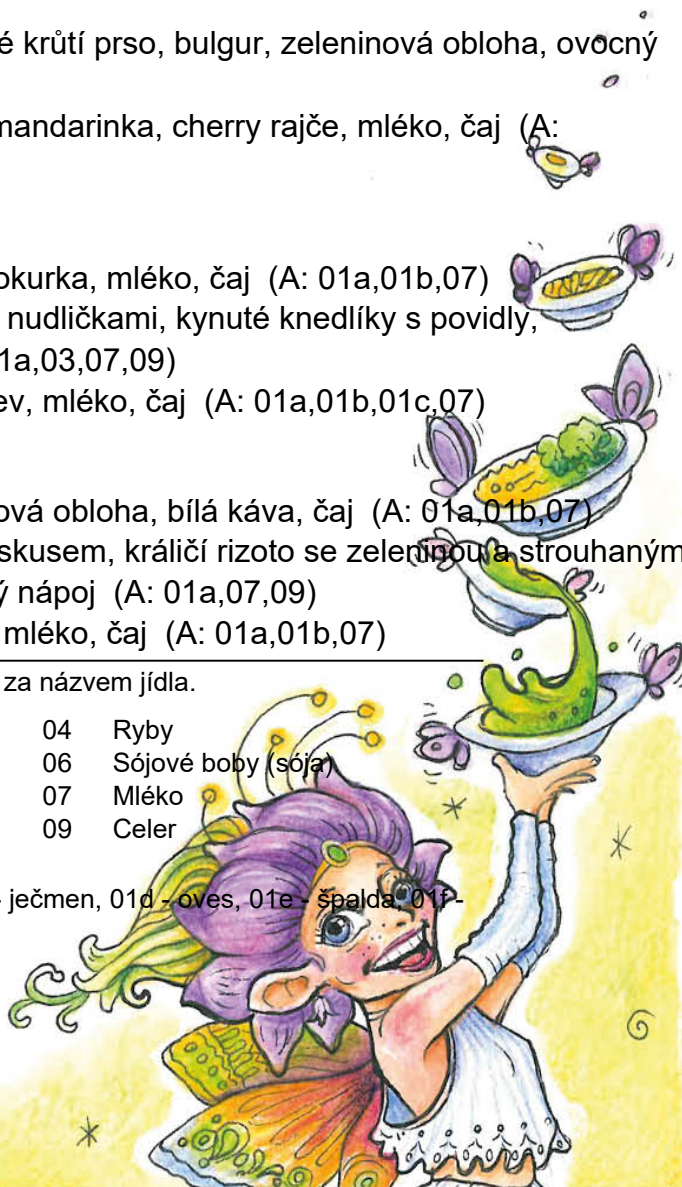 é krůtí prso, bulgur, zeleninová obloha, ovocný
mandarinka, cherry rajče, mléko, čaj (A:
okurka, mléko, čaj (A: 01a,01b,07)
nudličkami, kynuté knedlíky s povidly,
1a,03,07,09)
ev, mléko, čaj (A: 01a,01b,01c,07)
ová obloha, bílá káva, čaj (A: 01a,01b,07)
skusem, králičí rizoto se zeleninou a strouhaným
ý nápoj (A: 01a,07,09)
mléko, čaj (A: 01a,01b,07)
za názvem jídla.
04 Ryby
06 Sójové boby (sója)
07 Mléko
09 Celer
- ječmen, 01d - oves, 01e - špalda, 01f -